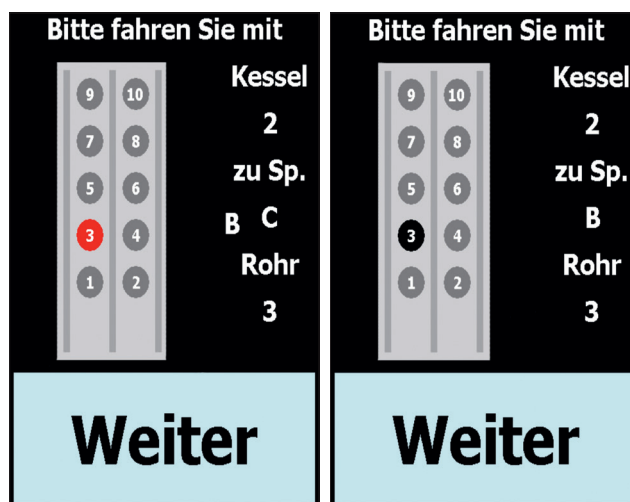 Bitte fahren Sie mit
9 10
7 8
5 6
3 4
1 2
Kessel
2
zu Sp.
B C
Rohr
3
Weiter
Bitte fahren Sie mit
9 10
7 8
5 6
3 4
1 2
Kessel
2
zu Sp.
B
Rohr
3
Weiter